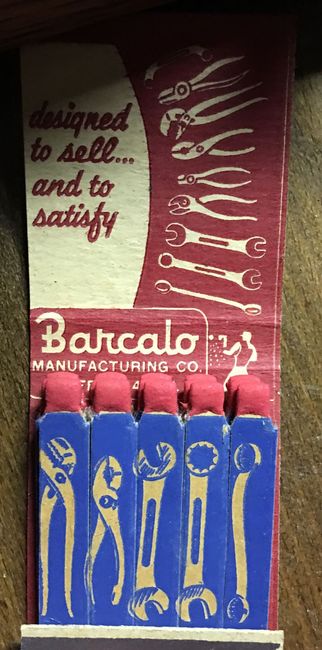 designed
to sell...
and to
satisfy
Barcalo
MANUFACTURING CO.